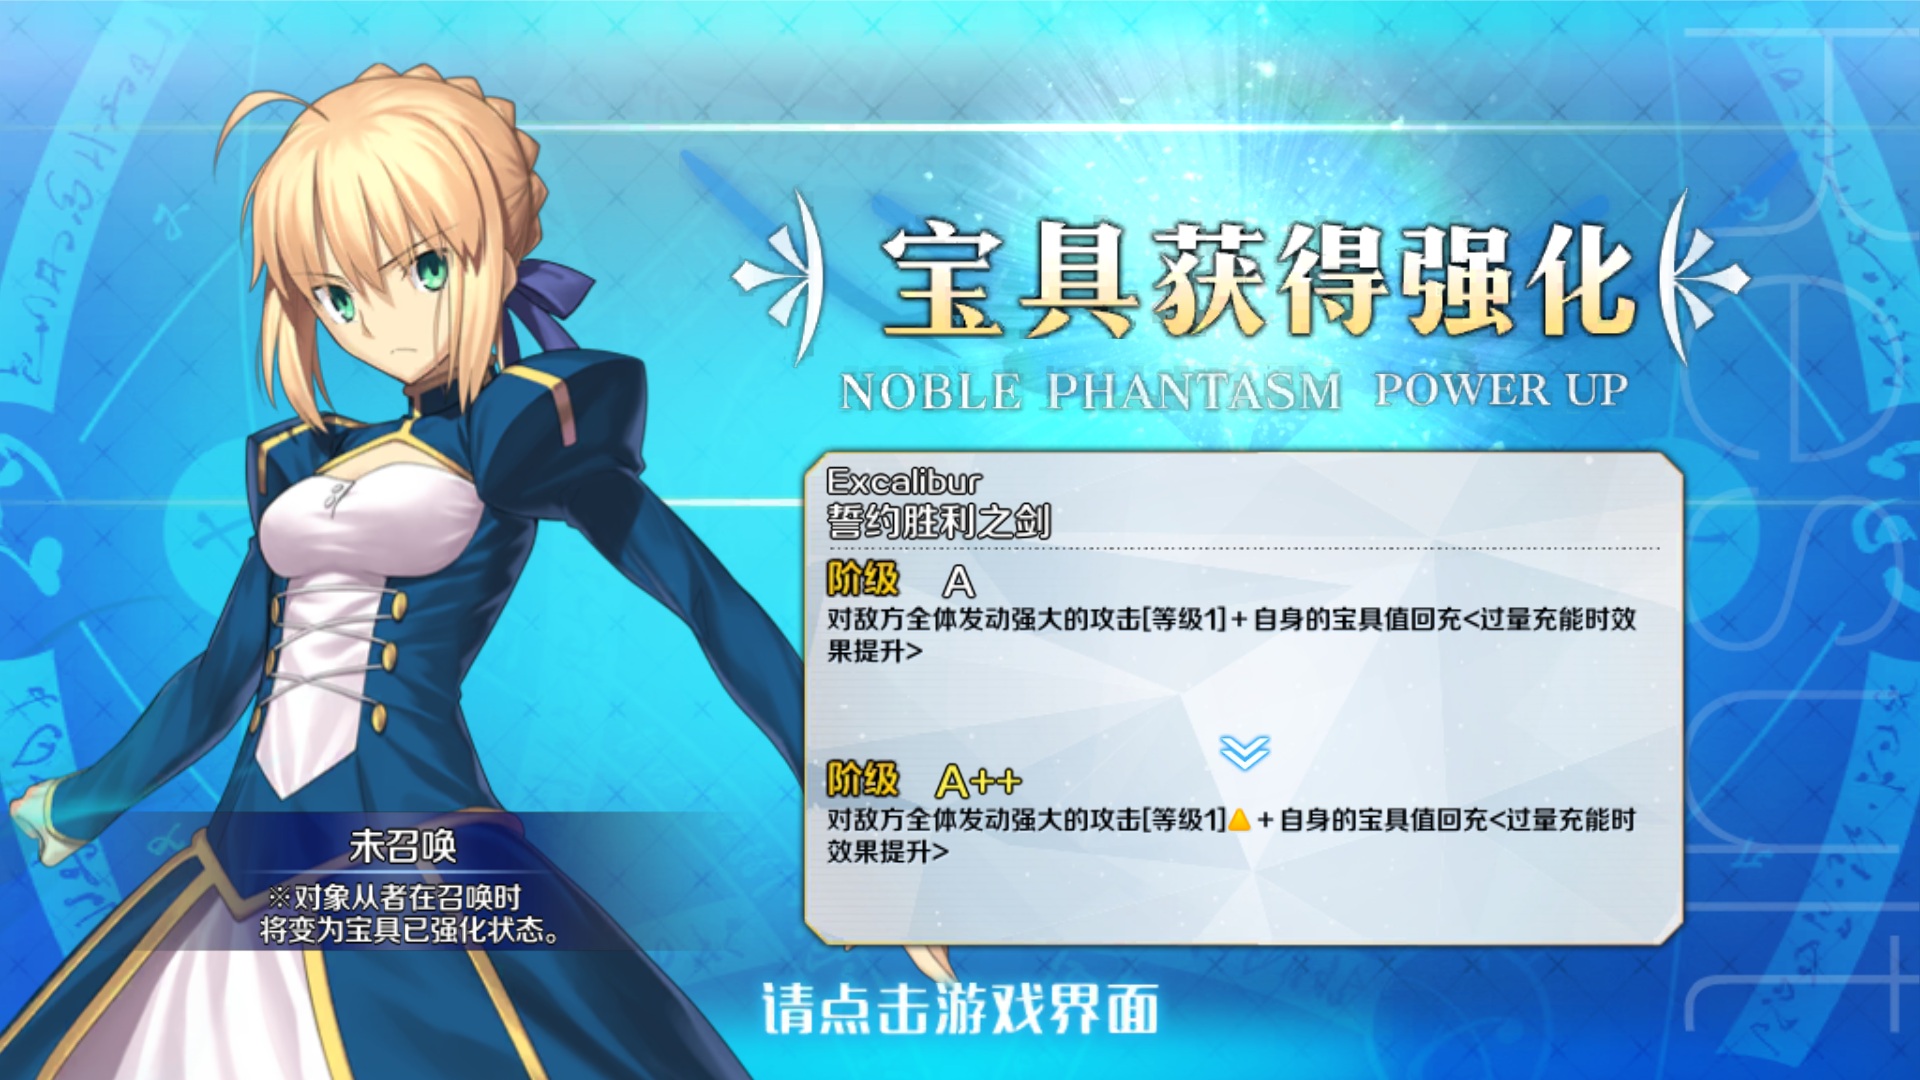 宝具获得强化
NOBLE PHANTASM POWER UP
Excalibur
誓约胜利之剑
阶级 A
对敌方全体发动强大的攻击[等级1]+自身的宝具值回充<过量充能时效
果提升>
阶级 A++
对敌方全体发动强大的攻击[等级1]▲+自身的宝具值回充<过量充能时
效果提升>
未召唤
※对象从者在召唤时
将变为宝具已强化状态。
请点击游戏界面